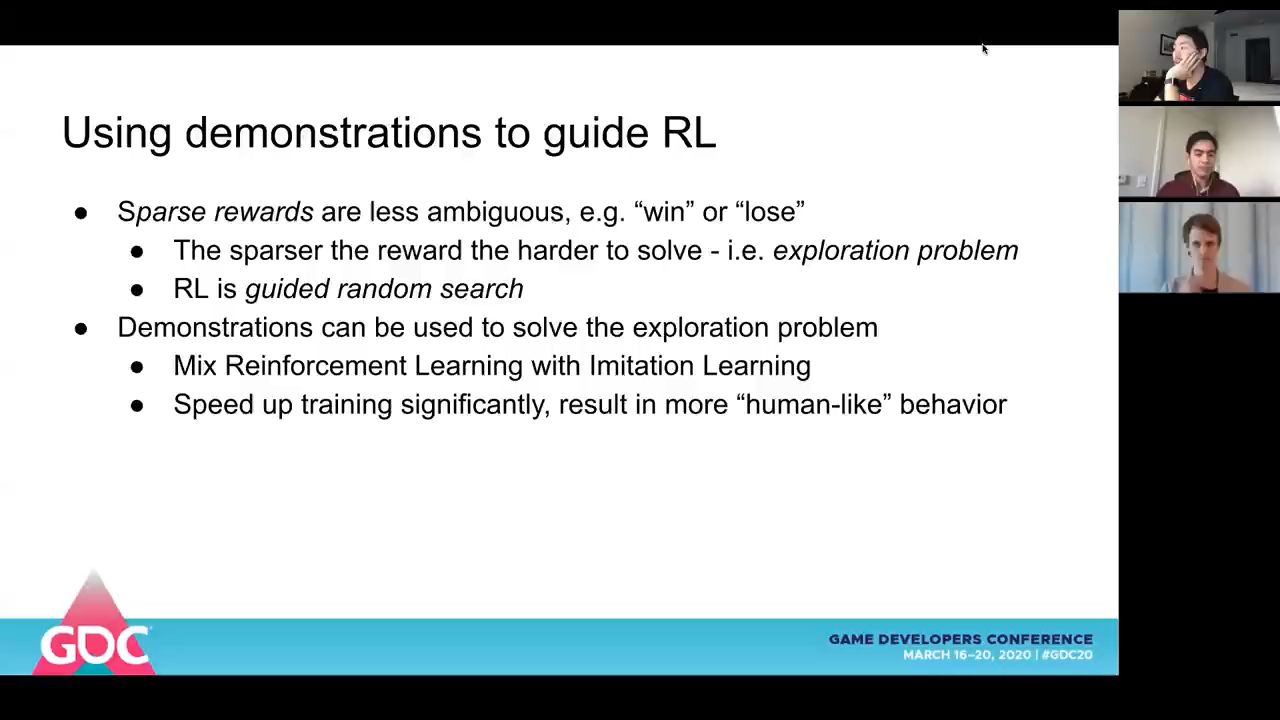 Using demonstrations to guide RL
● Sparse rewards are less ambiguous, e.g. “win” or “lose”
● The sparser the reward the harder to solve - i.e. exploration problem
● RL is guided random search
● Demonstrations can be used to solve the exploration problem
● Mix Reinforcement Learning with Imitation Learning
● Speed up training significantly, result in more “human-like” behavior
GDC
GAME DEVELOPERS CONFERENCE
MARCH 16–20, 2020 | #GDC20